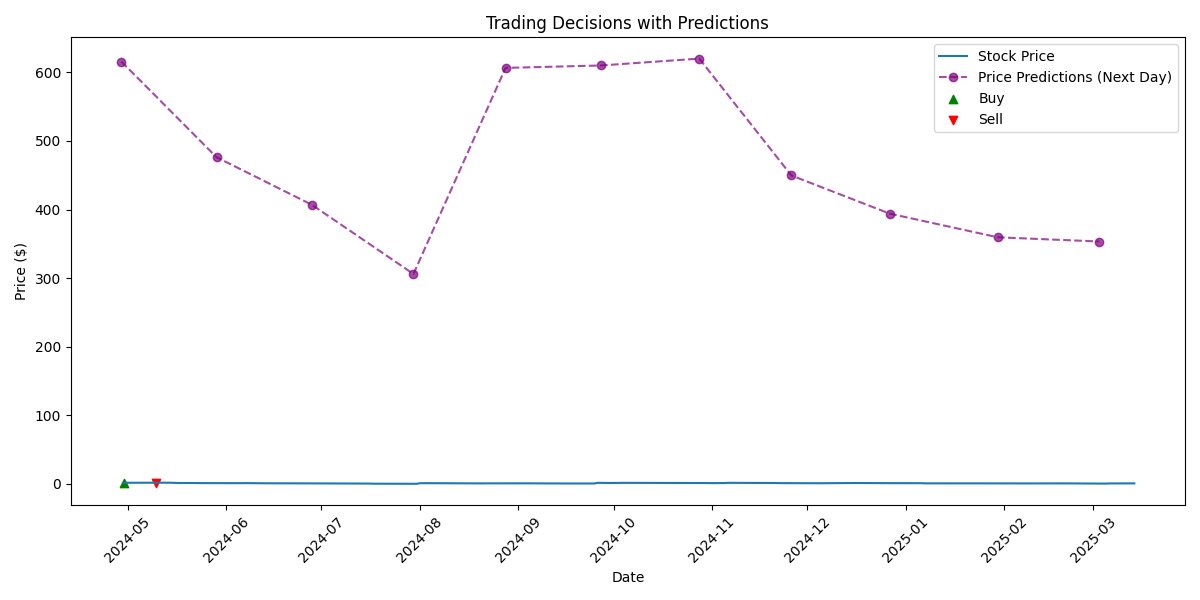 Trading Decisions with Predictions
Stock Price
Price Predictions (Next Day)
Buy
Sell
Price ($)
600
500
400
300
200
100
0
2024-05
2024-06
2024-07
2024-08
2024-09
2024-10
2024-11
2024-12
2025-01
2025-02
2025-03
Date